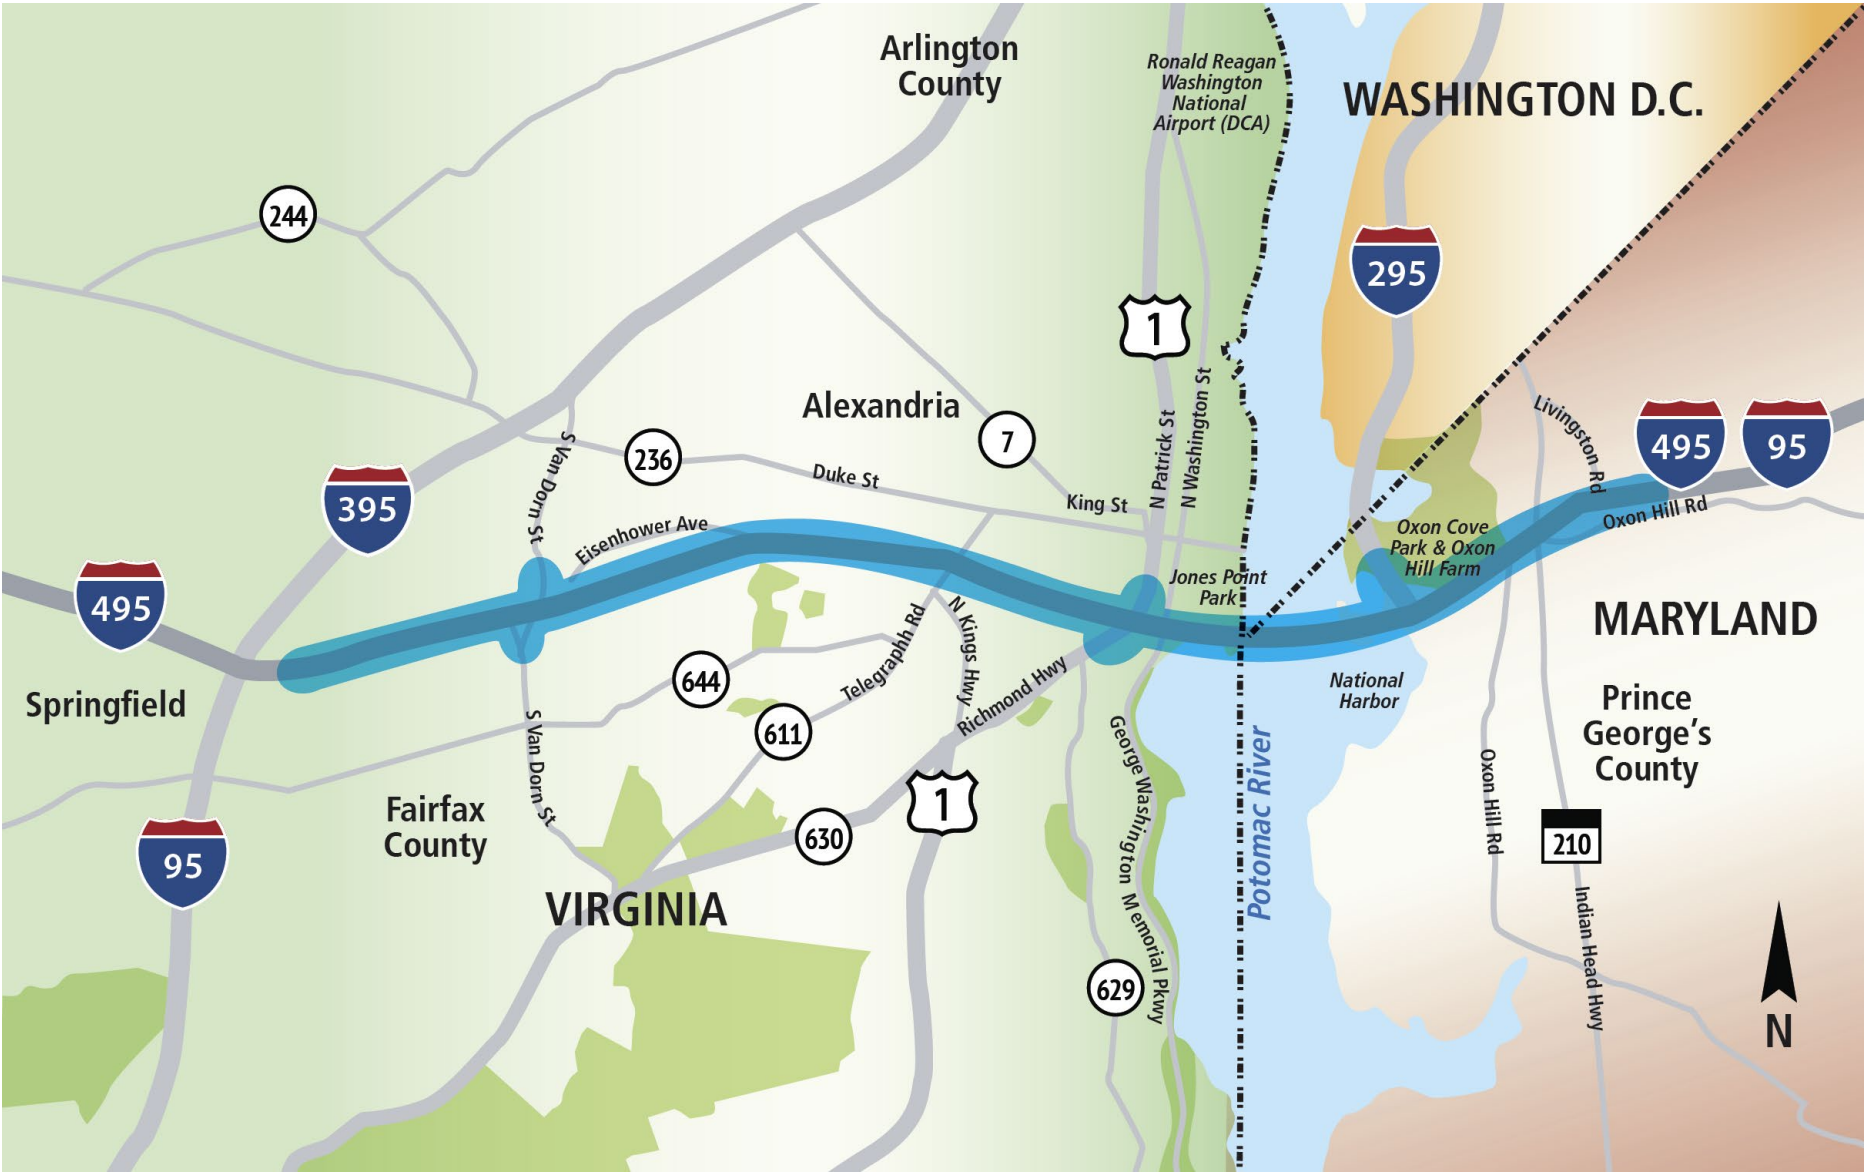 Arlington
County
Ronald Reagan
Washington
National
Airport (DCA)
WASHINGTON D.C.
244
295
1
Alexandria
7
236
Duke St
King St
N Patrick St
N Washington St
Livingston Rd
495
95
Oxon Hill Rd
395
S Van Dorn St
Eisenhower Ave
Oxon Cove
Park & Oxon
Hill Farm
495
Jones Point
Park
MARYLAND
Springfield
644
Telegraphh Rd
N Kings Hwy
Richmond Hwy
611
National
Harbor
Prince
George's
County
S Van Dorn St
George Washington Memorial Pkwy
Potomac River
Oxon Hill Rd
Fairfax
County
1
630
210
95
VIRGINIA
Indian Head Hwy
629
N